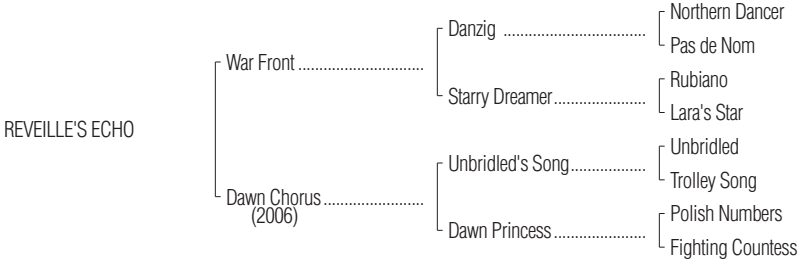 Northern Dancer
Danzig ..................................
Pas de Nom
War Front ..............................
Rubiano
Starry Dreamer......................
Lara's Star
REVEILLE'S ECHO
Unbridled
Unbridled's Song..................
Trolley Song
Dawn Chorus........................
(2006)
Polish Numbers
Dawn Princess......................
Fighting Countess